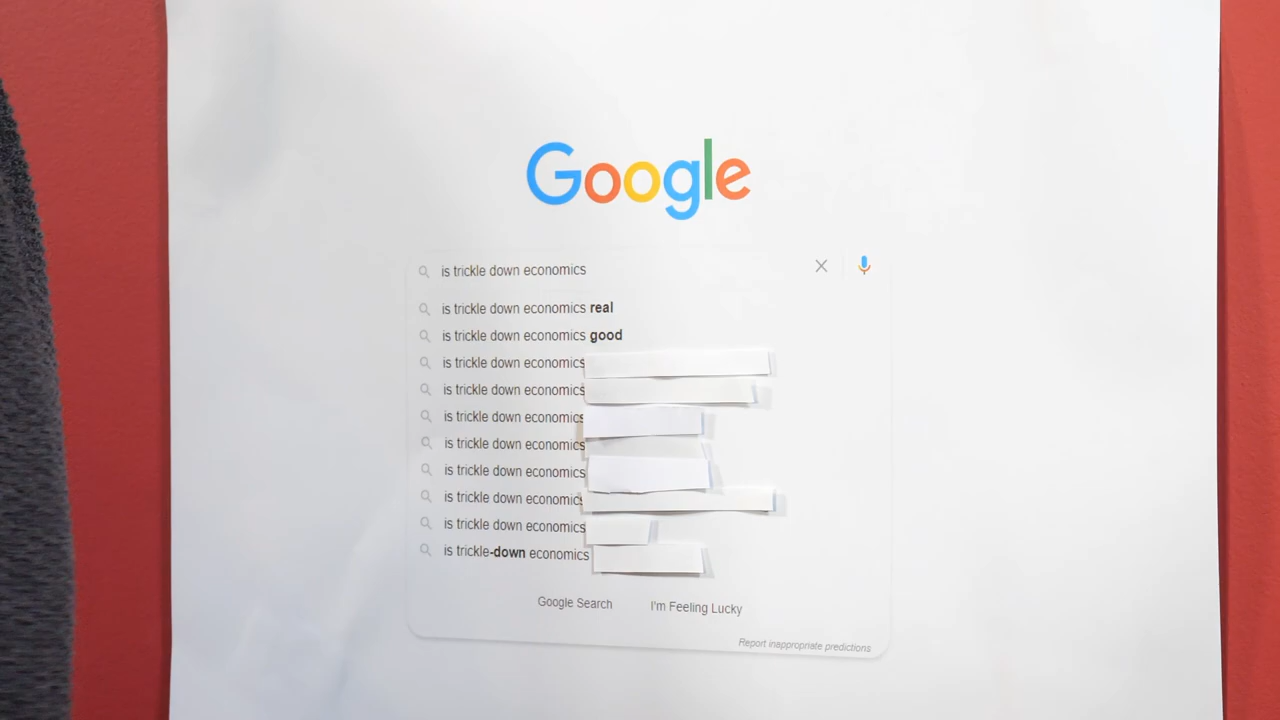 Google
is trickle down economics
is trickle down economics real
is trickle down economics good
is trickle down economics
is trickle down economics
is trickle down economics
is trickle down economics
is trickle down economics
is trickle down economics
is trickle down economics
is trickle-down economics
Google Search I'm Feeling Lucky
Report inappropriate predictions